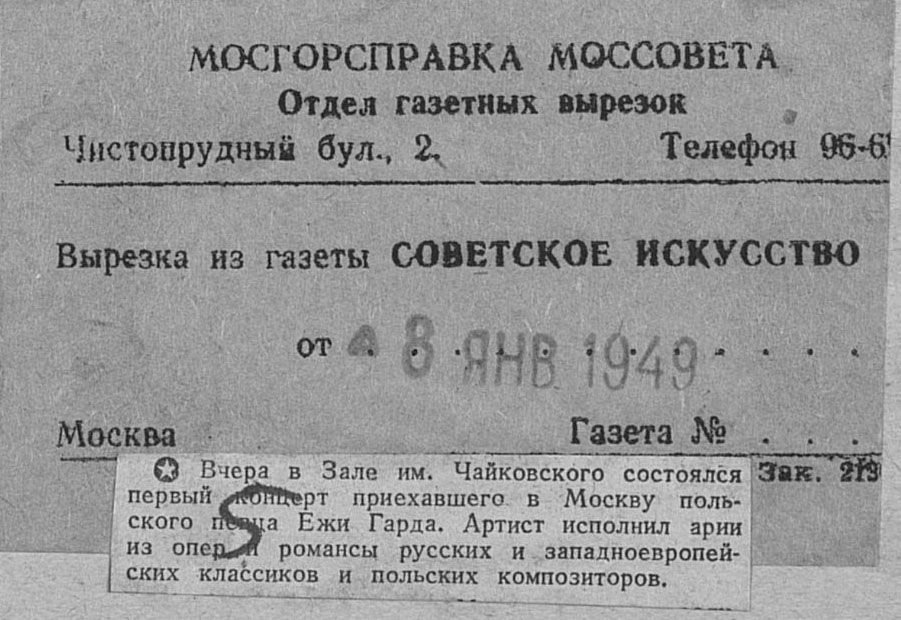 МОСГОРСПРАВКА МОССОВЕТА
Отдел газетных вырезок
Чистопрудный бул., 2. Телефон 96-6
Вырезка из газеты СОВЕТСКОЕ ИСКУССТВО
от 8 ЯНВ 1949
Москва Газета № . . .
Зак. 213
Вчера в Зале им. Чайковского состоялся
первый концерт приехавшего в Москву поль-
ского певца Ежи Гарда. Артист исполнил арии
из опер и романсы русских и западноевропей-
ских классиков и польских композиторов.